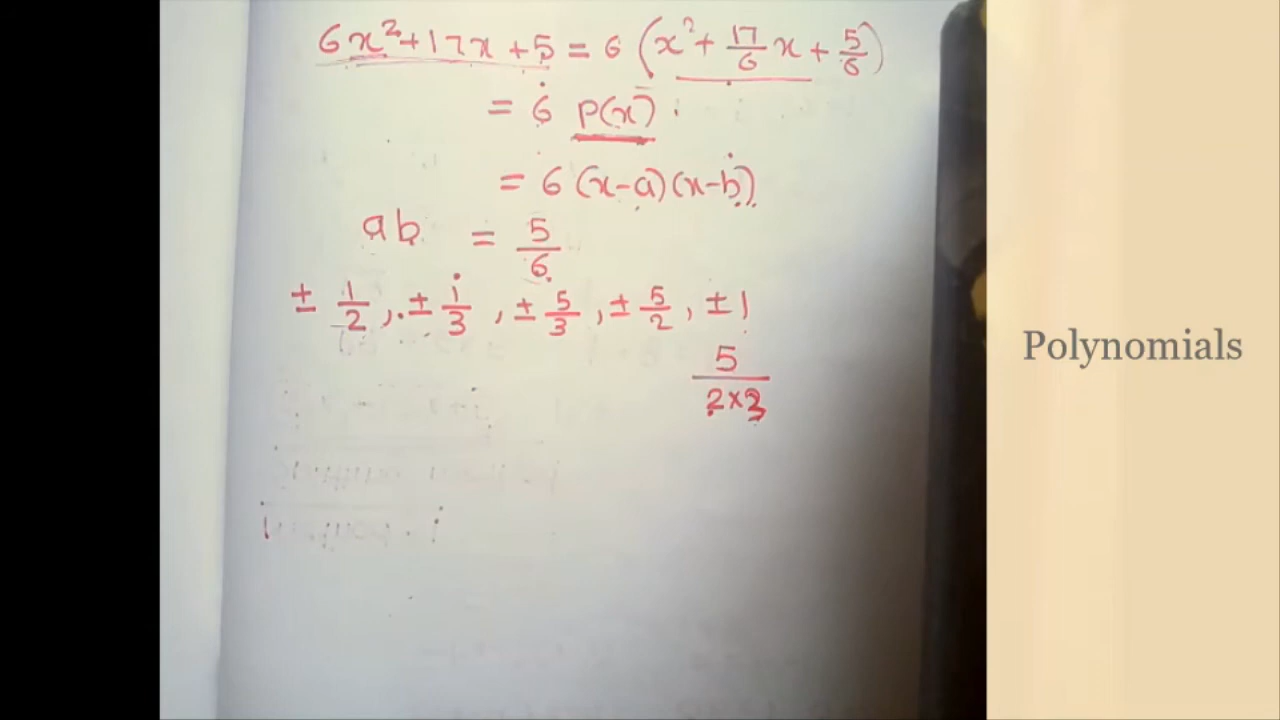 6x² + 17x + 5 = 6 (x² + 17/6 x + 5/6)
= 6 p(x)
= 6 (x-a)(x-b)
ab = 5/6
± 1/2, ± 1/3, ± 5/3, ± 5/2, ± 1
5/2×3
Polynomials